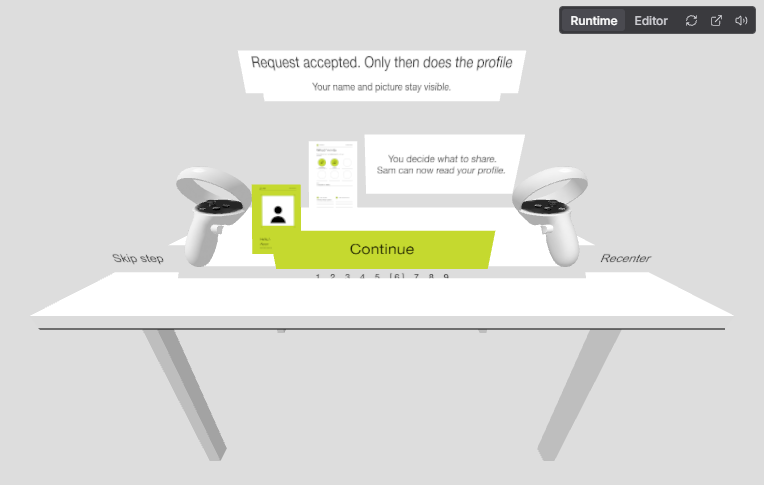 Runtime
Editor
Request accepted. Only then does the profile
Your name and picture stay visible.
You decide what to share.
Sam can now read your profile.
Continue
Skip step
Recenter
1 2 3 4 5 [6] 7 8 9